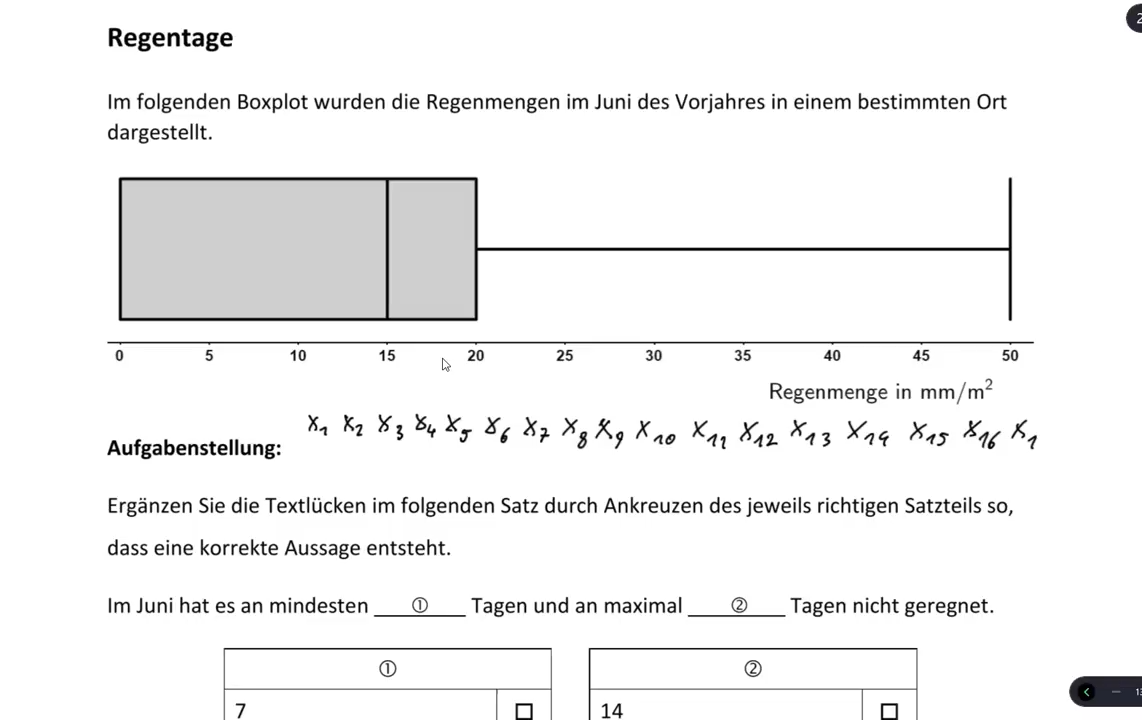 Regentage
Im folgenden Boxplot wurden die Regenmengen im Juni des Vorjahres in einem bestimmten Ort
dargestellt.
0 5 10 15 20 25 30 35 40 45 50
Regenmenge in mm/m²
x₁ x₂ x₃ x₄ x₅ x₆ x₇ x₈ x₉ x₁₀ x₁₁ x₁₂ x₁₃ x₁₄ x₁₅ x₁₆ x₁
Aufgabenstellung:
Ergänzen Sie die Textlücken im folgenden Satz durch Ankreuzen des jeweils richtigen Satzteils so,
dass eine korrekte Aussage entsteht.
Im Juni hat es an mindesten ① Tagen und an maximal ② Tagen nicht geregnet.
① ②
7 14